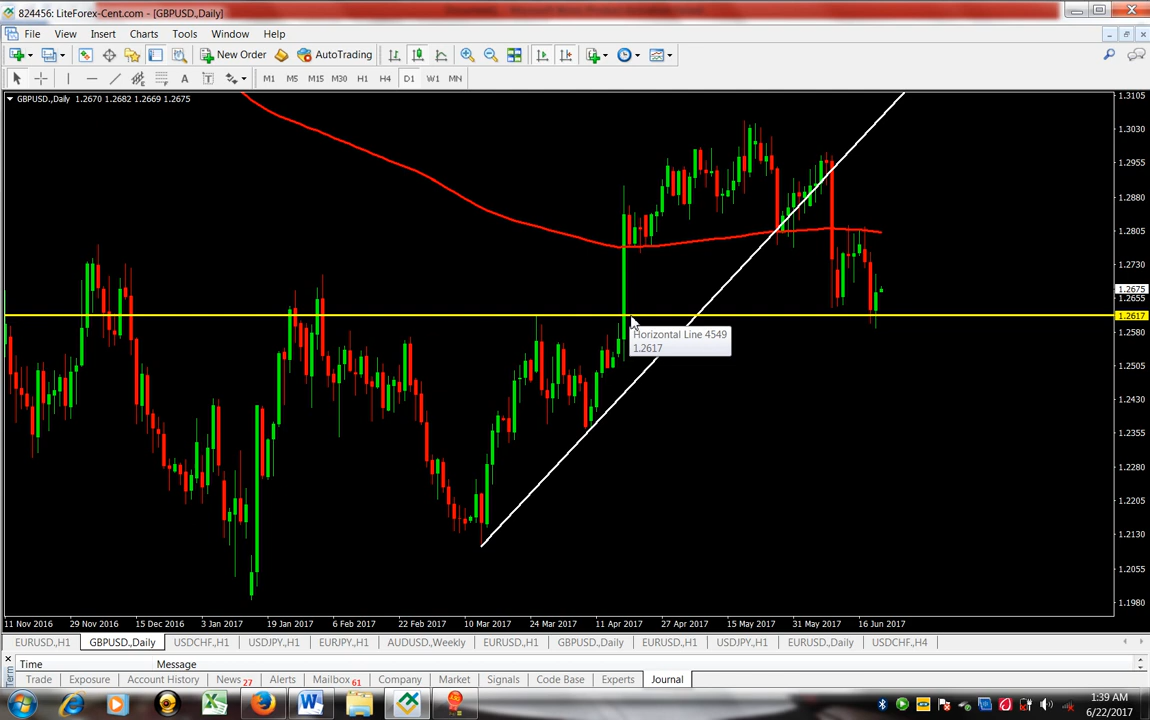 824456: LiteForex-Cent.com - [GBPUSD.,Daily]
File View Insert Charts Tools Window Help
New Order AutoTrading
A T M1 M5 M15 M30 H1 H4 D1 W1 MN
GBPUSD.,Daily 1.2670 1.2682 1.2669 1.2675
1.3105
1.3030
1.2955
1.2880
1.2805
1.2730
1.2675
1.2655
1.2617
1.2580
1.2505
1.2430
1.2355
1.2280
1.2205
1.2130
1.2055
1.1980
Horizontal Line 4549
1.2617
11 Nov 2016 29 Nov 2016 15 Dec 2016 3 Jan 2017 19 Jan 2017 6 Feb 2017 22 Feb 2017 10 Mar 2017 24 Mar 2017 11 Apr 2017 27 Apr 2017 15 May 2017 31 May 2017 16 Jun 2017
EURUSD.,H1 GBPUSD.,Daily USDCHF.,H1 USDJPY.,H1 EURJPY.,H1 AUDUSD.,Weekly EURUSD.,H1 GBPUSD.,Daily EURUSD.,H1 USDJPY.,H1 EURUSD.,Daily USDCHF.,H4
Time Message
Trade Exposure Account History News 27 Alerts Mailbox 61 Company Market Signals Code Base Experts Journal
1:39 AM
6/22/2017